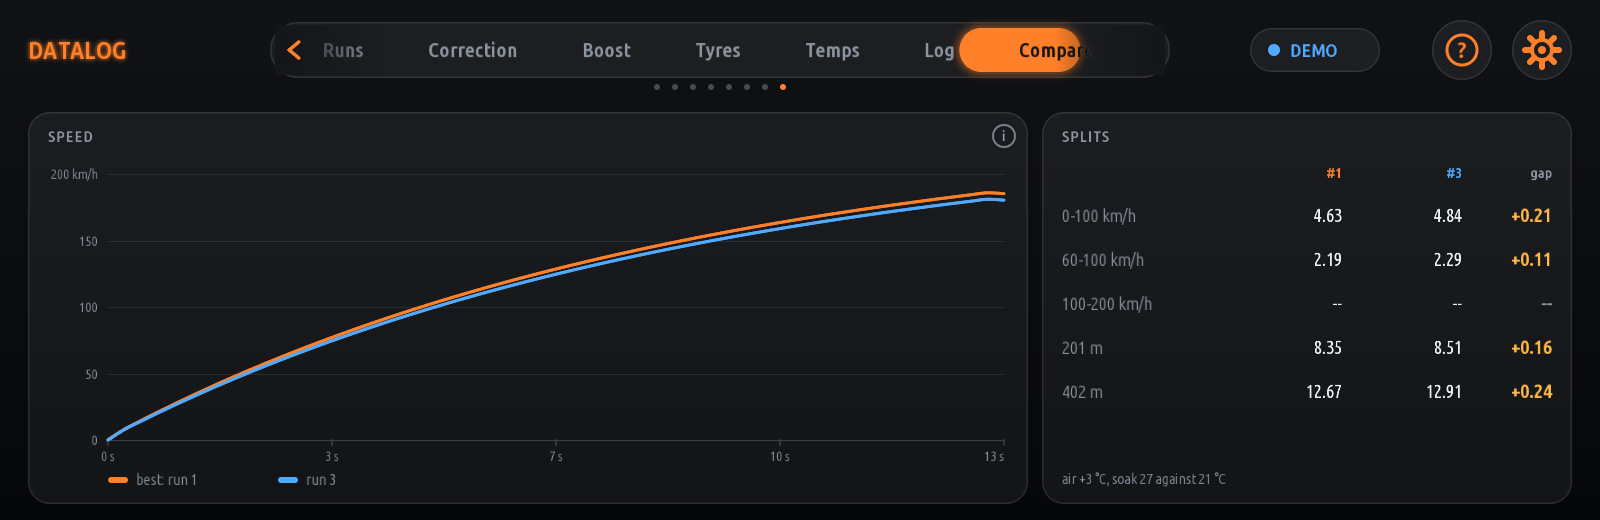 DATALOG
Runs Correction Boost Tyres Temps Log Compare
DEMO
?
SPEED
i
200 km/h
150
100
50
0
0 s 3 s 7 s 10 s 13 s
best: run 1 run 3
SPLITS
#1 #3 gap
0-100 km/h 4.63 4.84 +0.21
60-100 km/h 2.19 2.29 +0.11
100-200 km/h -- -- --
201 m 8.35 8.51 +0.16
402 m 12.67 12.91 +0.24
air +3 °C, soak 27 against 21 °C